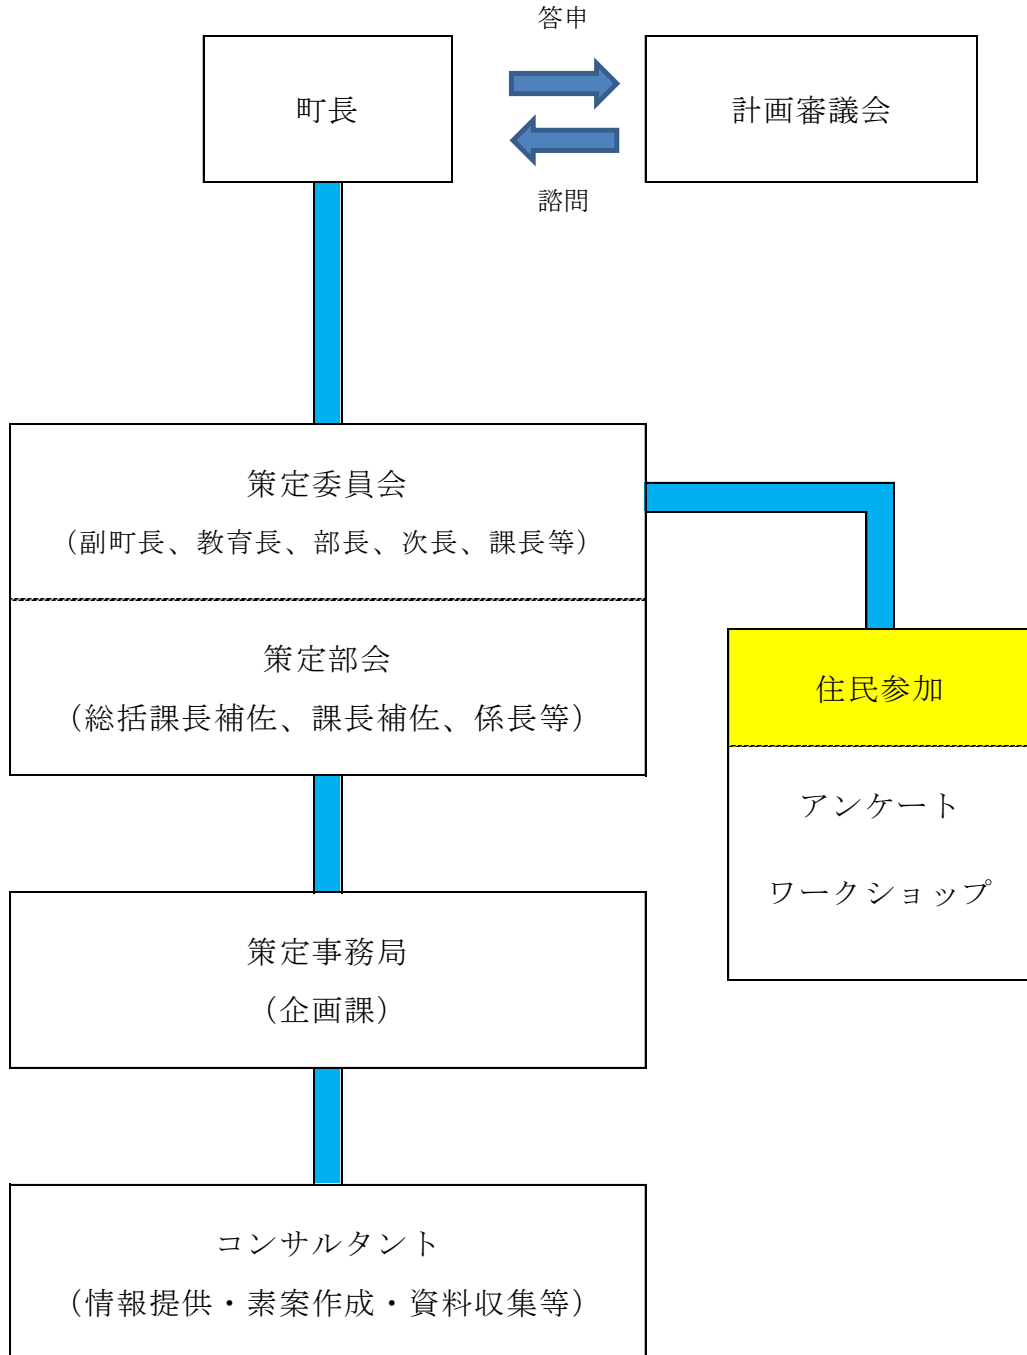 答申
町長
計画審議会
諮問
策定委員会
（副町長、教育長、部長、次長、課長等）
策定部会
（総括課長補佐、課長補佐、係長等）
住民参加
アンケート
ワークショップ
策定事務局
（企画課）
コンサルタント
（情報提供・素案作成・資料収集等）